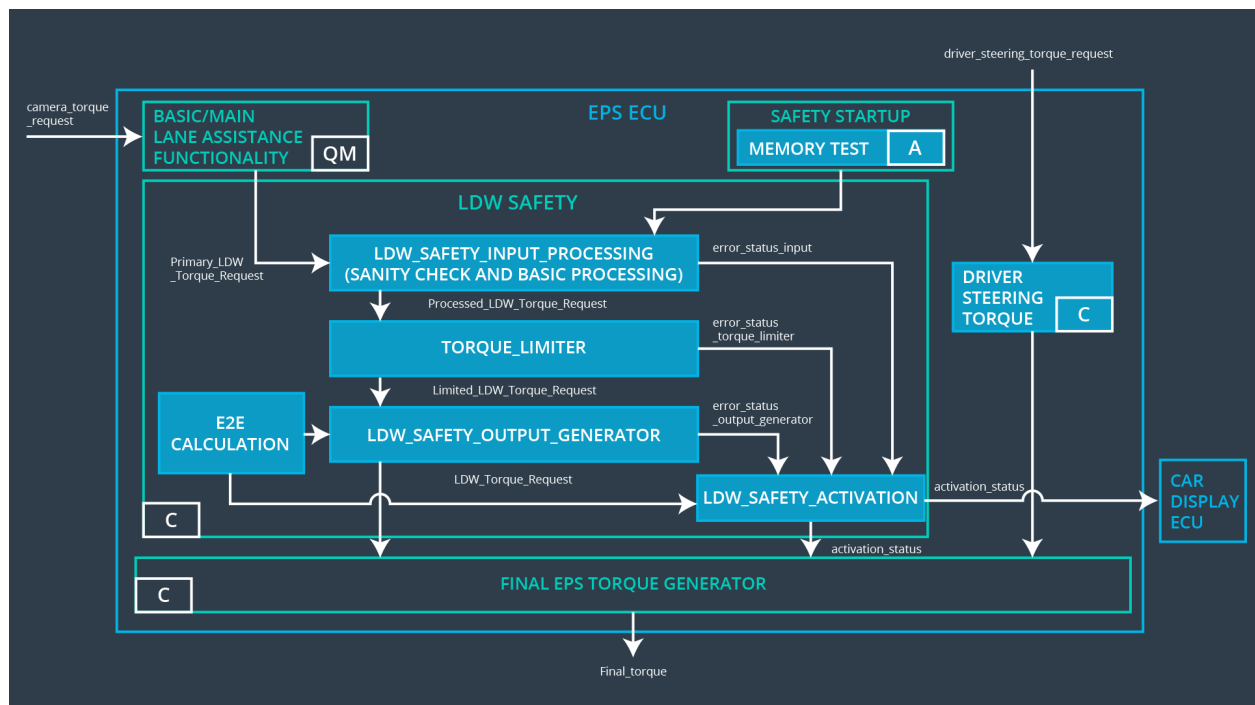 driver_steering_torque_request
camera_torque
_request
EPS ECU
BASIC/MAIN
LANE ASSISTANCE
FUNCTIONALITY
QM
SAFETY STARTUP
MEMORY TEST
A
LDW SAFETY
Primary_LDW
_Torque_Request
LDW_SAFETY_INPUT_PROCESSING
(SANITY CHECK AND BASIC PROCESSING)
error_status_input
DRIVER
STEERING
TORQUE
C
Processed_LDW_Torque_Request
TORQUE_LIMITER
error_status
_torque_limiter
Limited_LDW_Torque_Request
E2E
CALCULATION
LDW_SAFETY_OUTPUT_GENERATOR
error_status
_output_generator
LDW_Torque_Request
LDW_SAFETY_ACTIVATION
activation_status
CAR
DISPLAY
ECU
C
activation_status
FINAL EPS TORQUE GENERATOR
C
Final_torque